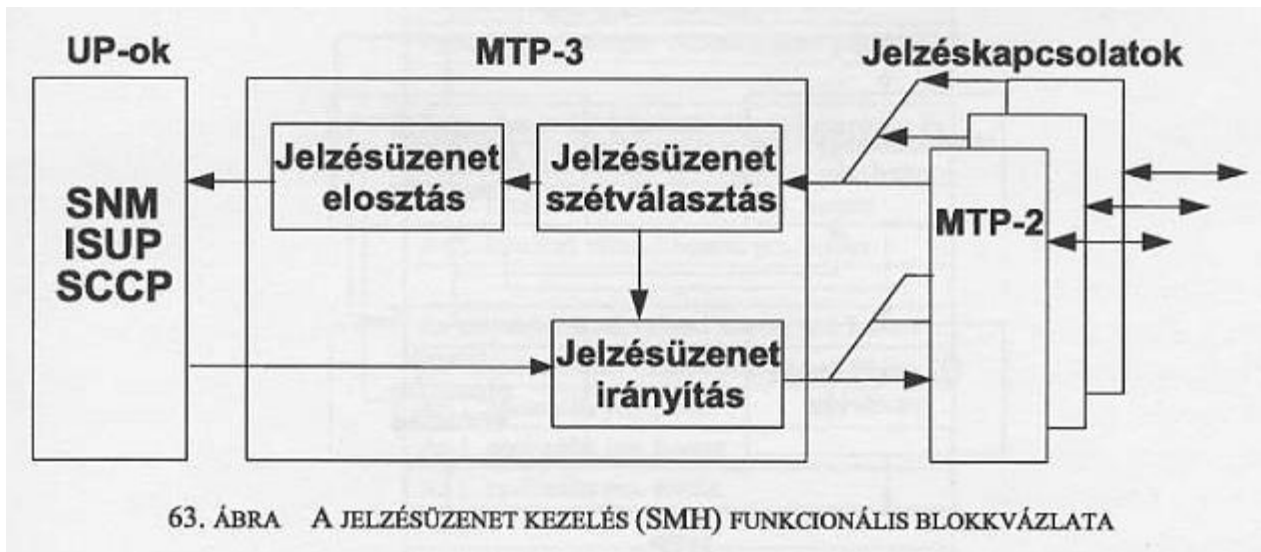 UP-ok
MTP-3
Jelzéskapcsolatok
Jelzésüzenet
elosztás
Jelzésüzenet
szétválasztás
SNM
ISUP
SCCP
MTP-2
Jelzésüzenet
irányítás
63. ÁBRA A JELZÉSÜZENET KEZELÉS (SMH) FUNKCIONÁLIS BLOKKVÁZLATA